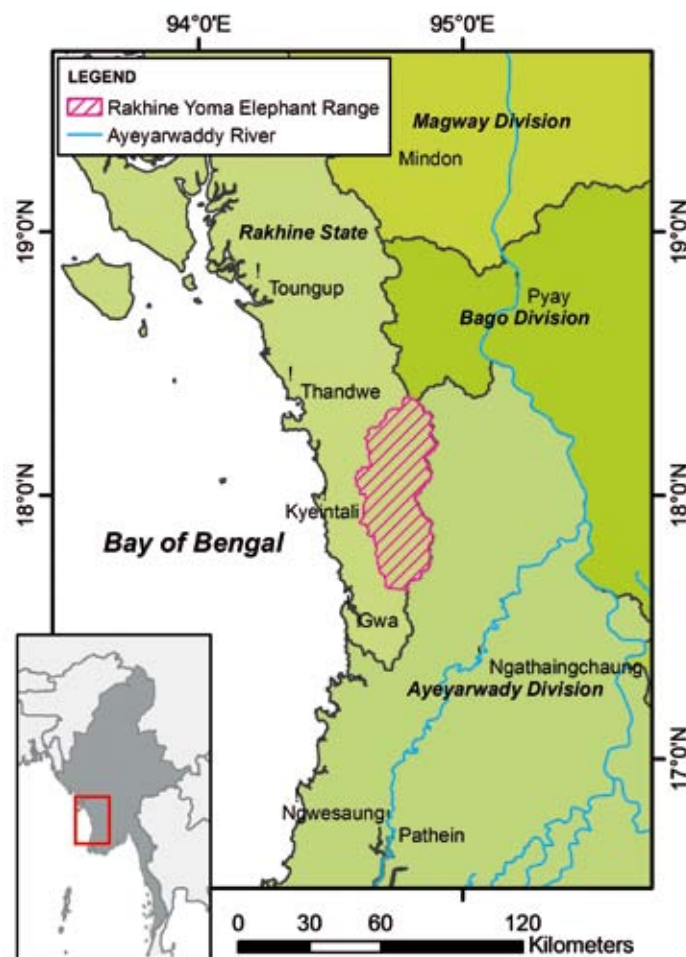 94°0'E
95°0'E
LEGEND
Rakhine Yoma Elephant Range
Ayeyarwaddy River
Magway Division
Mindon
19°0'N
19°0'N
Rakhine State
Toungup
Pyay
Bago Division
Thandwe
18°0'N
18°0'N
Kyeintali
Bay of Bengal
Gwa
Ngathaingchaung
Ayeyarwady Division
17°0'N
Ngwesaung
Pathein
0 30 60 120
Kilometers